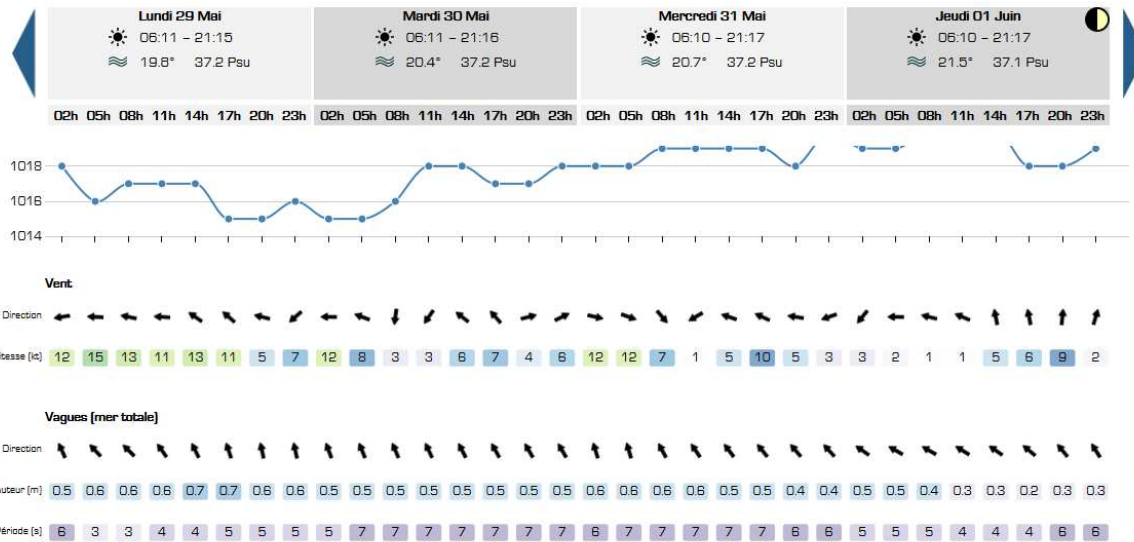 Lundi 29 Mai Mardi 30 Mai Mercredi 31 Mai Jeudi 01 Juin
06:11 - 21:15 06:11 - 21:16 06:10 - 21:17 06:10 - 21:17
19.8° 37.2 Psu 20.4° 37.2 Psu 20.7° 37.2 Psu 21.5° 37.1 Psu
02h 05h 08h 11h 14h 17h 20h 23h 02h 05h 08h 11h 14h 17h 20h 23h 02h 05h 08h 11h 14h 17h 20h 23h 02h 05h 08h 11h 14h 17h 20h 23h
1018
1016
1014
Vent
Direction
itesse (kt) 12 15 13 11 13 11 5 7 12 8 3 3 6 7 4 6 12 12 7 1 5 10 5 3 3 2 1 1 5 6 9 2
Vagues (mer totale)
Direction
auteur (m) 0.5 0.6 0.6 0.6 0.7 0.7 0.6 0.6 0.5 0.5 0.5 0.5 0.5 0.5 0.5 0.5 0.6 0.6 0.6 0.6 0.5 0.5 0.4 0.4 0.5 0.5 0.4 0.3 0.3 0.2 0.3 0.3
ériode (s) 6 3 3 4 4 5 5 5 5 7 7 7 7 7 7 7 6 7 7 7 7 7 6 6 5 5 5 4 4 4 6 6